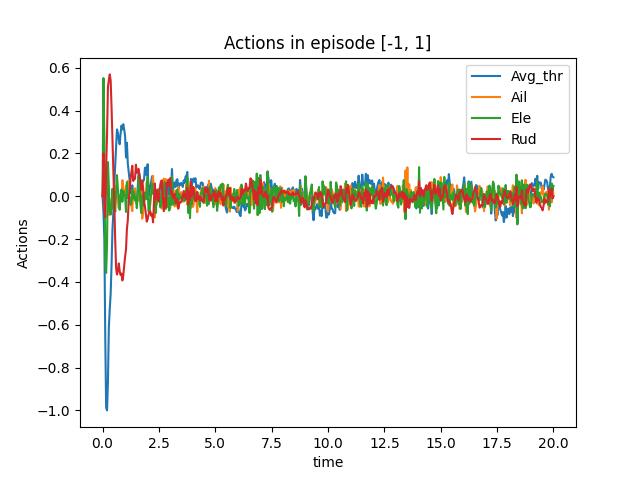 Actions in episode [-1, 1]
Avg_thr
Ail
Ele
Rud
Actions
0.6
0.4
0.2
0.0
−0.2
−0.4
−0.6
−0.8
−1.0
0.0 2.5 5.0 7.5 10.0 12.5 15.0 17.5 20.0
time